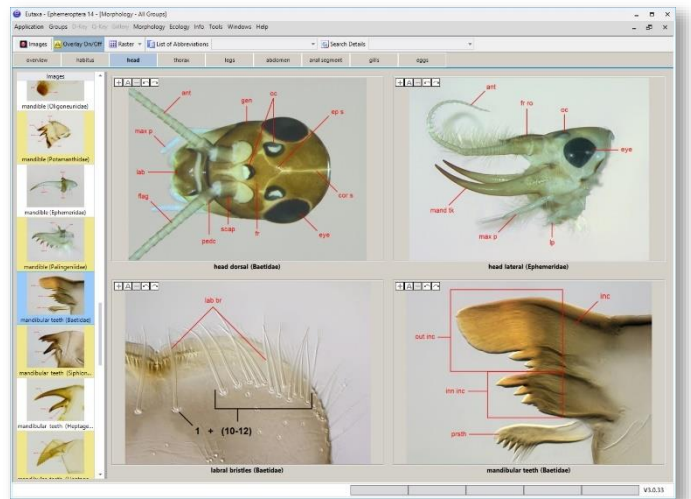 Eutaxa - Ephemeroptera 14 - [Morphology - All Groups]
Application Groups D-Key G-Key Morphology Ecology Info Tools Windows Help
Images Overlay On/Off Raster List of Abbreviations Search Details
overview habitus head thorax legs abdomen anal segment gills eggs
Images
mandible (Oligoneuriidae)
mandible (Potamanthidae)
mandible (Ephemeridae)
mandible (Palingeniidae)
mandibular teeth (Baetidae)
mandibular teeth (Siphlon...
mandibular teeth (Heptage...
ant
gen
oc
ep s
max p
lab
flag
pedc
scap
fr
eye
cor s
head dorsal (Baetidae)
ant
fr ro
oc
eye
mand tk
max p
lp
head lateral (Ephemeridae)
lab br
1 + (10-12)
labral bristles (Baetidae)
inc
out inc
inn inc
prsth
mandibular teeth (Baetidae)
V3.0.33